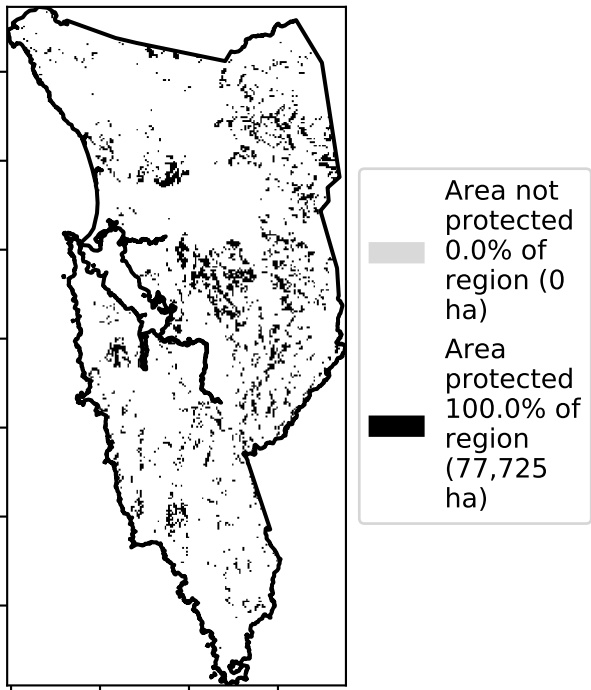 Area not
protected
0.0% of
region (0
ha)
Area
protected
100.0% of
region
(77,725
ha)